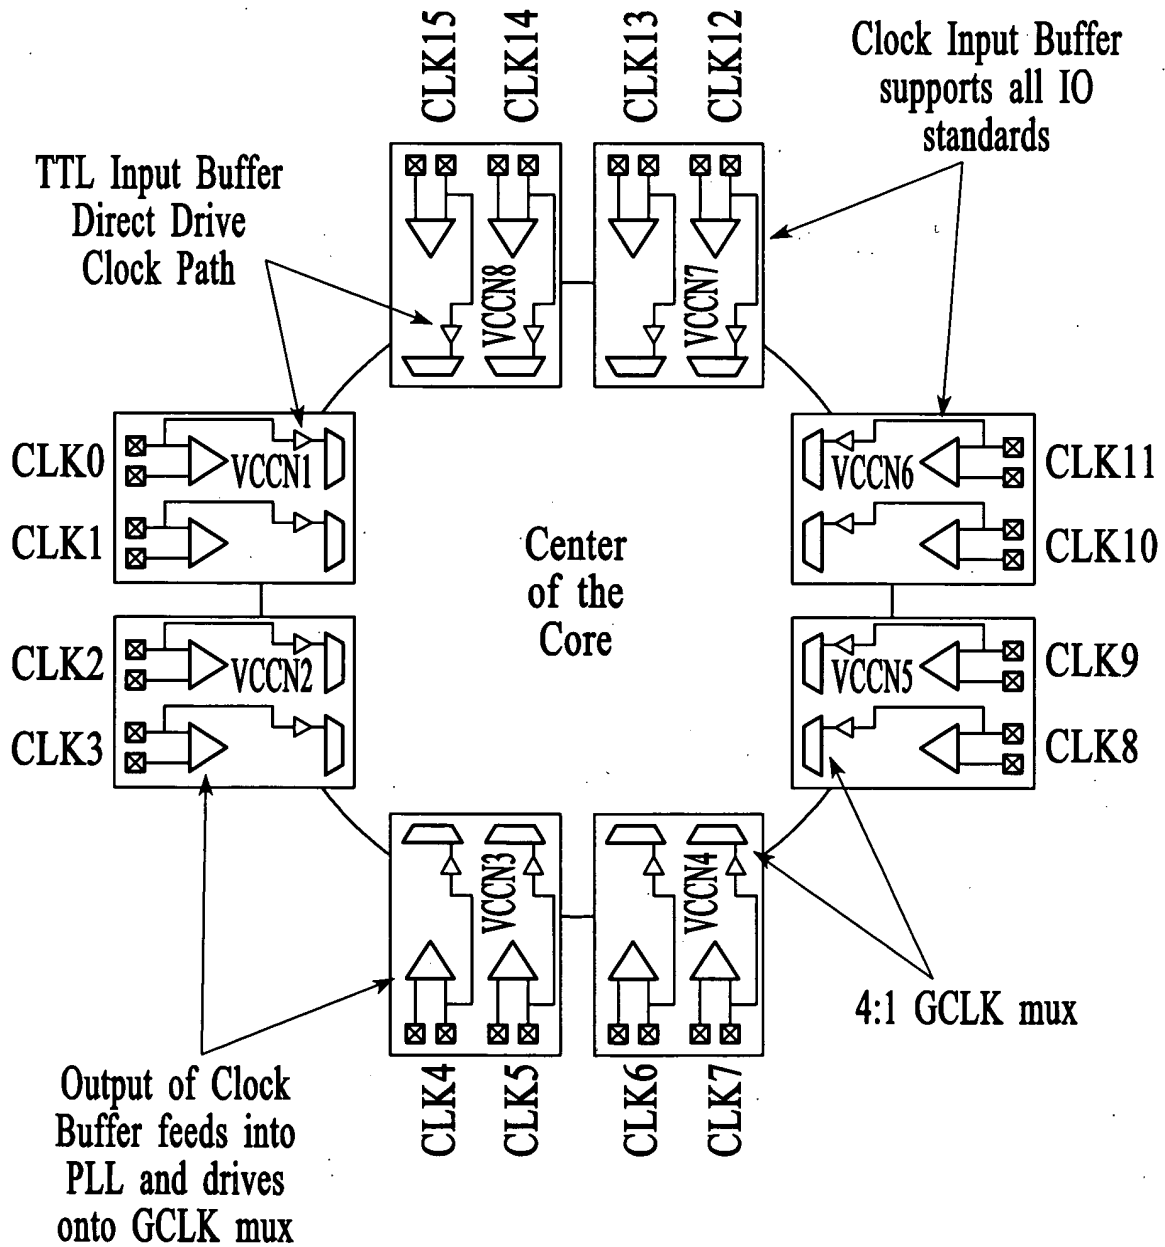 CLK15
CLK14
CLK13
CLK12
Clock Input Buffer
supports all IO
standards
TTL Input Buffer
Direct Drive
Clock Path
VCCN8
VCCN7
CLK0
VCCN1
CLK1
VCCN6
CLK11
CLK10
Center
of the
Core
CLK2
VCCN2
CLK3
VCCN5
CLK9
CLK8
VCCN3
VCCN4
4:1 GCLK mux
CLK4
CLK5
CLK6
CLK7
Output of Clock
Buffer feeds into
PLL and drives
onto GCLK mux